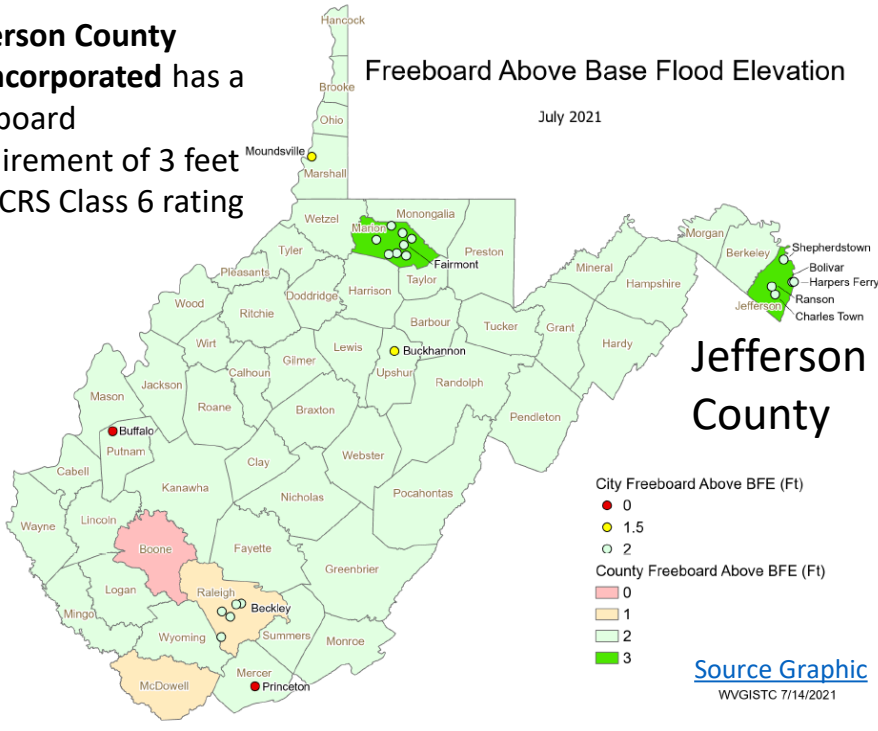 erson County
ncorporated has a
board
irement of 3 feet
CRS Class 6 rating
Freeboard Above Base Flood Elevation
July 2021
Hancock
Brooke
Ohio
Moundsville
Marshall
Wetzel
Monongalia
Marion
Morgan
Berkeley
Shepherdstown
Bolivar
Harpers Ferry
Ranson
Charles Town
Jefferson
Tyler
Preston
Fairmont
Taylor
Mineral
Hampshire
Pleasants
Doddridge
Harrison
Wood
Ritchie
Barbour
Tucker
Grant
Hardy
Wirt
Lewis
Buckhannon
Gilmer
Calhoun
Upshur
Randolph
Jefferson
County
Jackson
Mason
Roane
Braxton
Pendleton
Buffalo
Putnam
Webster
Cabell
Clay
Kanawha
Nicholas
Pocahontas
Wayne
Lincoln
Boone
Fayette
Greenbrier
Logan
Raleigh
Beckley
Mingo
Wyoming
Summers
Monroe
Mercer
McDowell
Princeton
City Freeboard Above BFE (Ft)
0
1.5
2
County Freeboard Above BFE (Ft)
0
1
2
3
Source Graphic
WVGISTC 7/14/2021